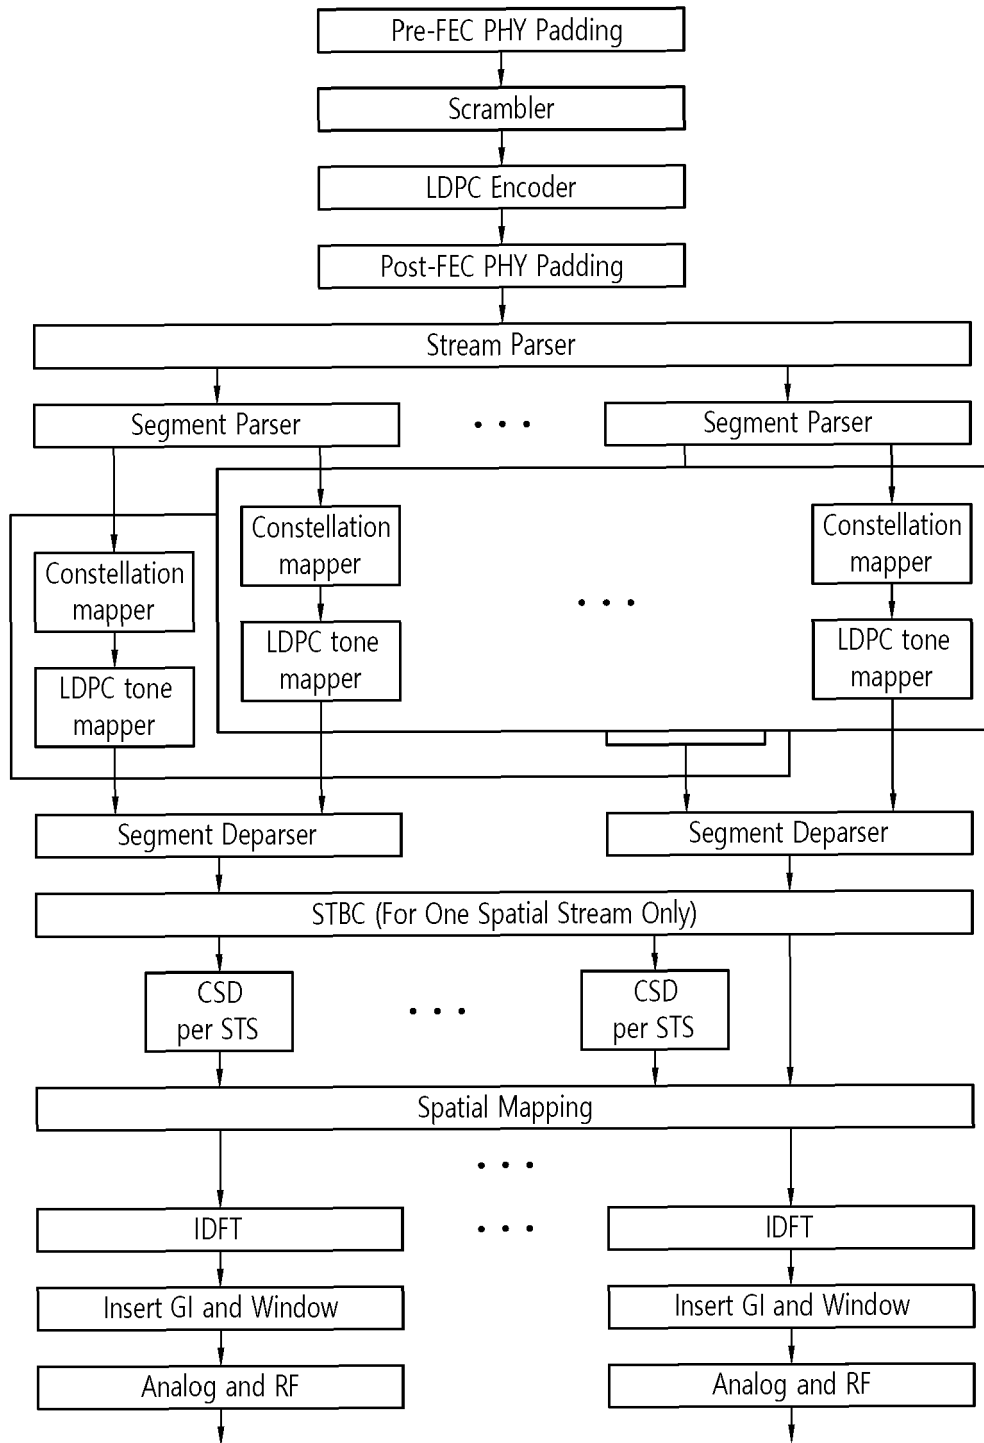 Pre-FEC PHY Padding
Scrambler
LDPC Encoder
Post-FEC PHY Padding
Stream Parser
Segment Parser
Segment Parser
Constellation
mapper
Constellation
mapper
Constellation
mapper
LDPC tone
mapper
LDPC tone
mapper
LDPC tone
mapper
Segment Deparser
Segment Deparser
STBC (For One Spatial Stream Only)
CSD
per STS
CSD
per STS
Spatial Mapping
IDFT
IDFT
Insert GI and Window
Insert GI and Window
Analog and RF
Analog and RF